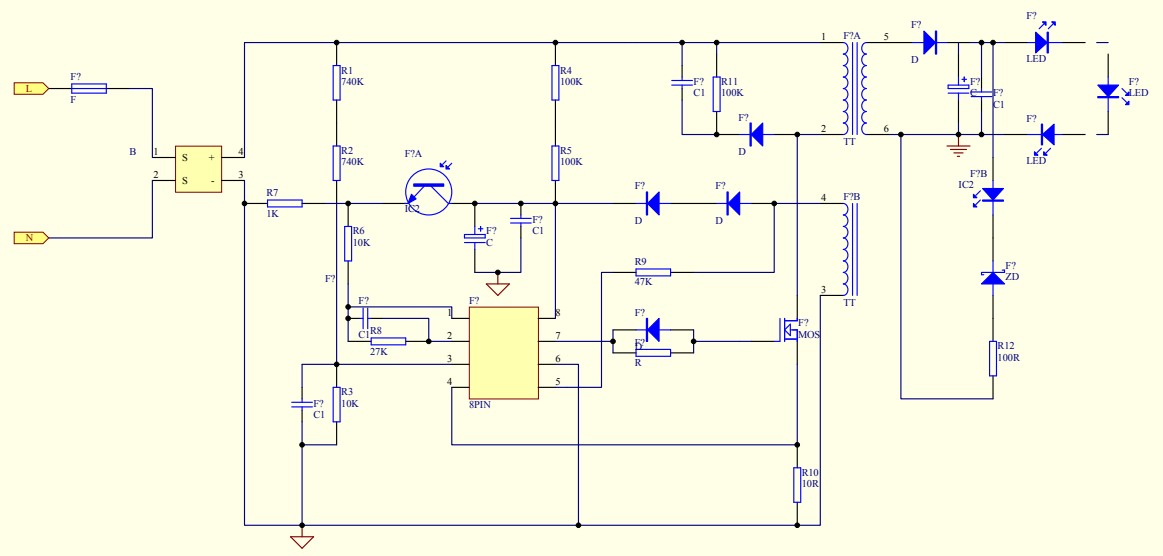 L
F?
F
N
B
1
2
S
S
+
-
4
3
R7
1K
R1
740K
R2
740K
F?A
IC2
R6
10K
F?
F?
C1
R8
27K
F?
C1
R3
10K
F?
C
F?
C1
R4
100K
R5
100K
F?
1
2
3
4
8
7
6
5
8PIN
F?
D
F?
D
R9
47K
F?
D
F?
R
F?
MOS
R10
10R
F?
C1
R11
100K
F?
D
1
F?A
5
2
6
TT
4
F?B
3
TT
F?
D
F?
C
F?
C1
F?
LED
F?
LED
F?
LED
F?B
IC2
F?
ZD
R12
100R